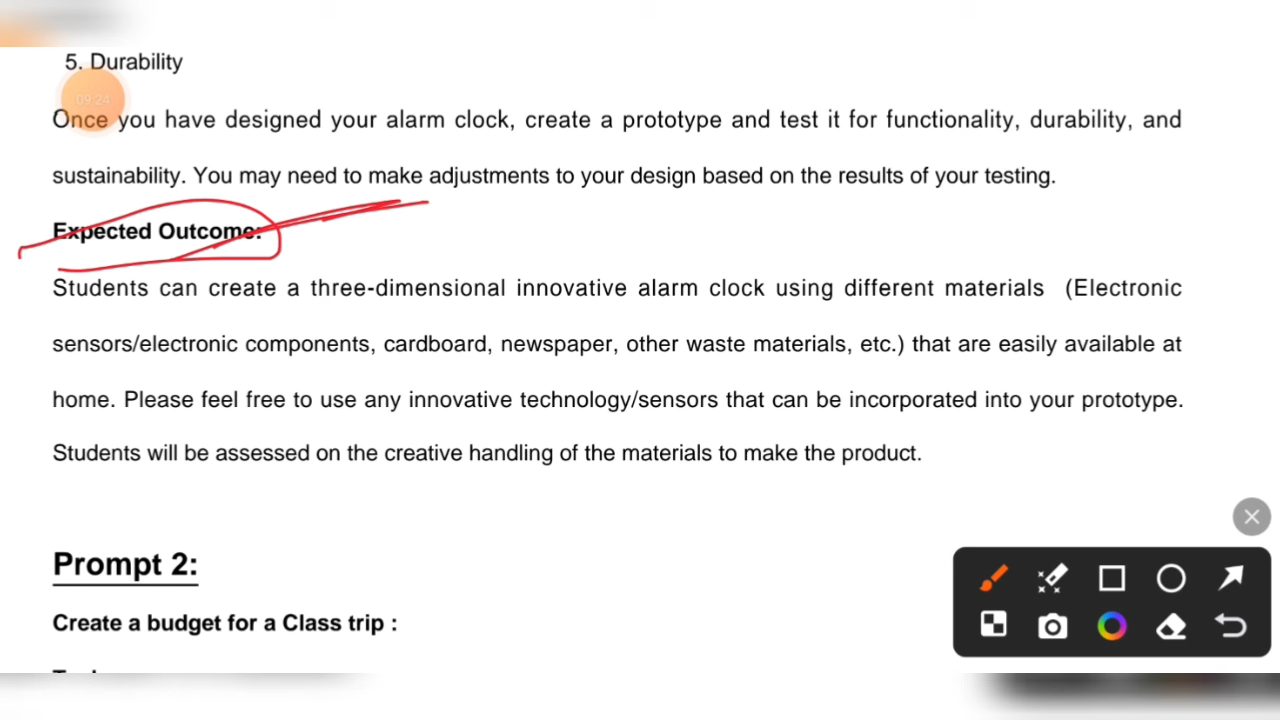 5. Durability
09:24
Once you have designed your alarm clock, create a prototype and test it for functionality, durability, and
sustainability. You may need to make adjustments to your design based on the results of your testing.
Expected Outcome:
Students can create a three-dimensional innovative alarm clock using different materials (Electronic
sensors/electronic components, cardboard, newspaper, other waste materials, etc.) that are easily available at
home. Please feel free to use any innovative technology/sensors that can be incorporated into your prototype.
Students will be assessed on the creative handling of the materials to make the product.
Prompt 2:
Create a budget for a Class trip :